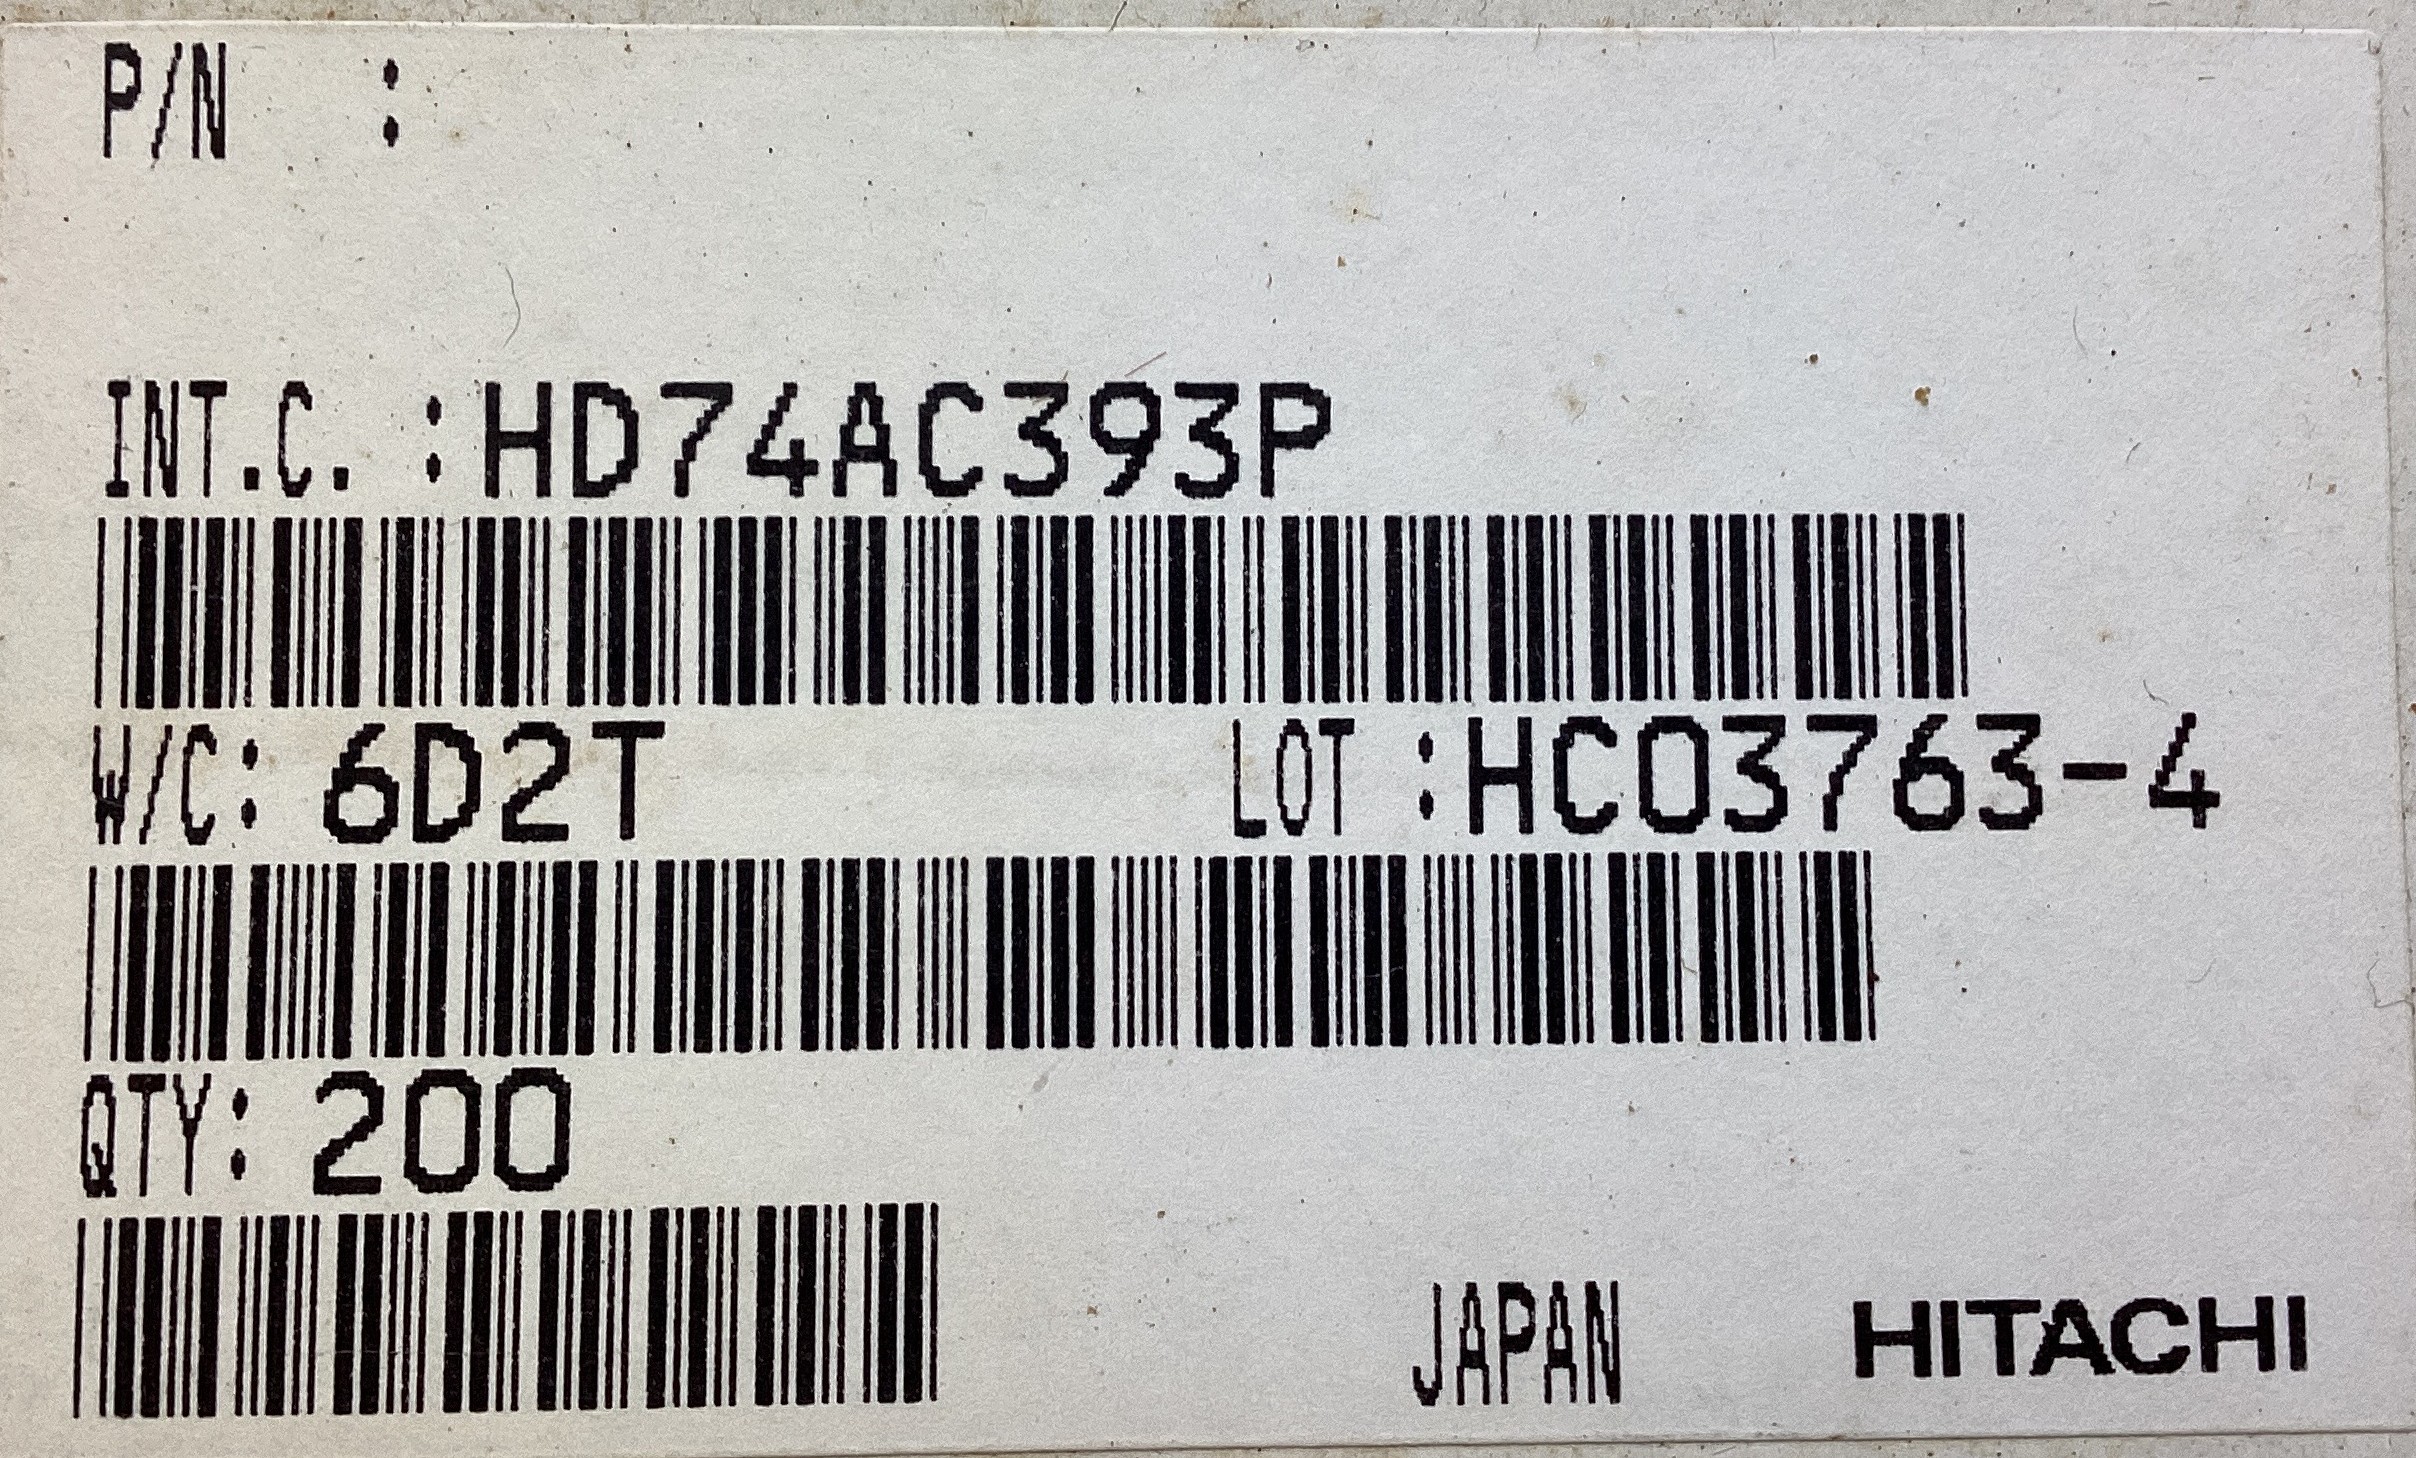 P/N :
INT.C. :HD74AC393P
W/C: 6D2T LOT :HC03763-4
QTY: 200
JAPAN HITACHI